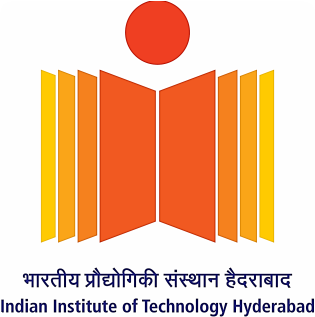 भारतीय प्रौद्योगिकी संस्थान हैदराबाद
Indian Institute of Technology Hyderabad